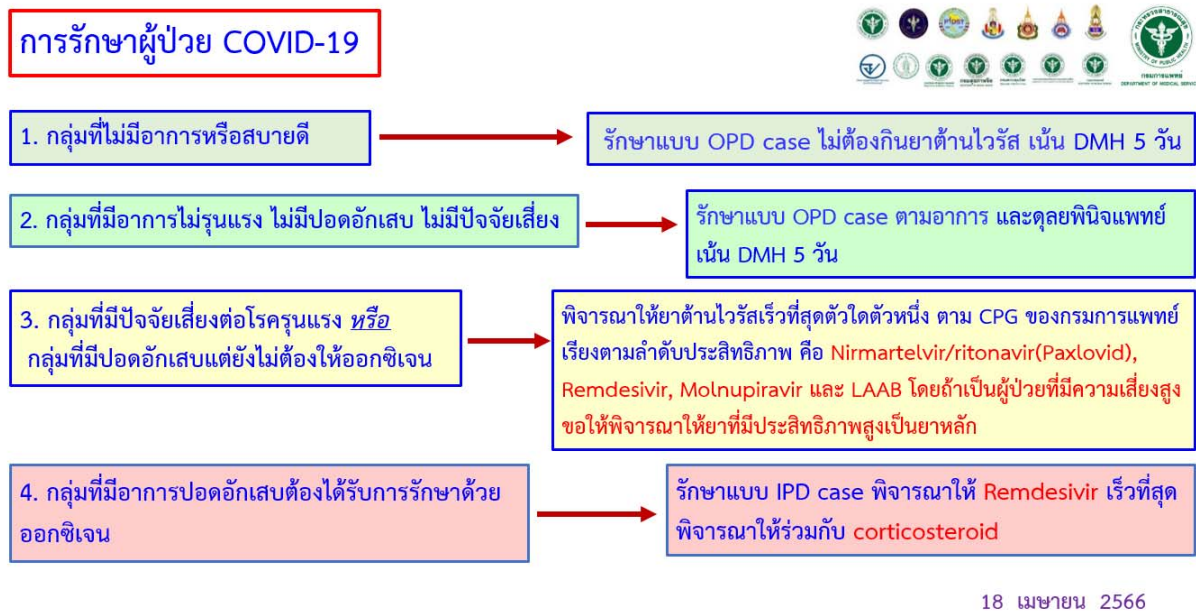 การรักษาผู้ป่วย COVID-19
กรมการแพทย์
DEPARTMENT OF MEDICAL SERVICES
1. กลุ่มที่ไม่มีอาการหรือสบายดี
รักษาแบบ OPD case ไม่ต้องกินยาต้านไวรัส เน้น DMH 5 วัน
2. กลุ่มที่มีอาการไม่รุนแรง ไม่มีปอดอักเสบ ไม่มีปัจจัยเสี่ยง
รักษาแบบ OPD case ตามอาการ และดุลยพินิจแพทย์
เน้น DMH 5 วัน
3. กลุ่มที่มีปัจจัยเสี่ยงต่อโรครุนแรง หรือ
กลุ่มที่มีปอดอักเสบแต่ยังไม่ต้องให้ออกซิเจน
พิจารณาให้ยาต้านไวรัสเร็วที่สุดตัวใดตัวหนึ่ง ตาม CPG ของกรมการแพทย์
เรียงตามลำดับประสิทธิภาพ คือ Nirmartelvir/ritonavir(Paxlovid),
Remdesivir, Molnupiravir และ LAAB โดยถ้าเป็นผู้ป่วยที่มีความเสี่ยงสูง
ขอให้พิจารณาให้ยาที่มีประสิทธิภาพสูงเป็นยาหลัก
4. กลุ่มที่มีอาการปอดอักเสบต้องได้รับการรักษาด้วย
ออกซิเจน
รักษาแบบ IPD case พิจารณาให้ Remdesivir เร็วที่สุด
พิจารณาให้ร่วมกับ corticosteroid
18 เมษายน 2566